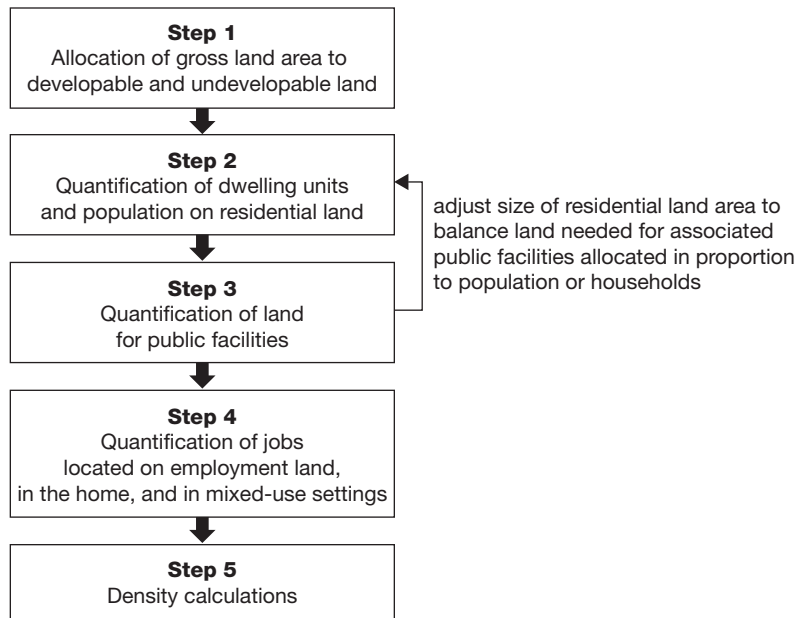 Step 1
Allocation of gross land area to
developable and undevelopable land
Step 2
Quantification of dwelling units
and population on residential land
adjust size of residential land area to
balance land needed for associated
public facilities allocated in proportion
to population or households
Step 3
Quantification of land
for public facilities
Step 4
Quantification of jobs
located on employment land,
in the home, and in mixed-use settings
Step 5
Density calculations